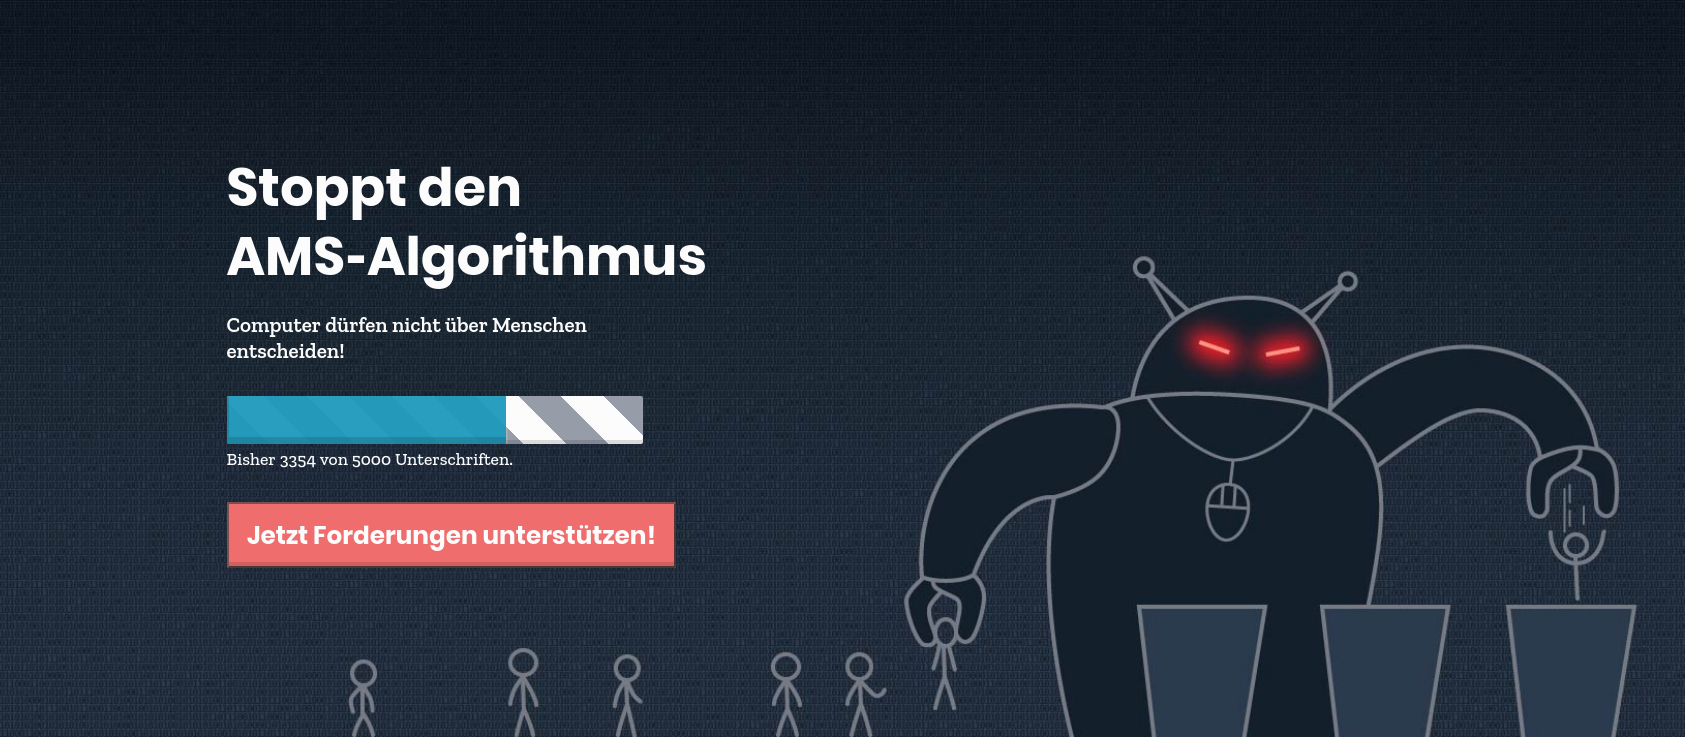 Stoppt den
AMS-Algorithmus
Computer dürfen nicht über Menschen
entscheiden!
Bisher 3354 von 5000 Unterschriften.
Jetzt Forderungen unterstützen!